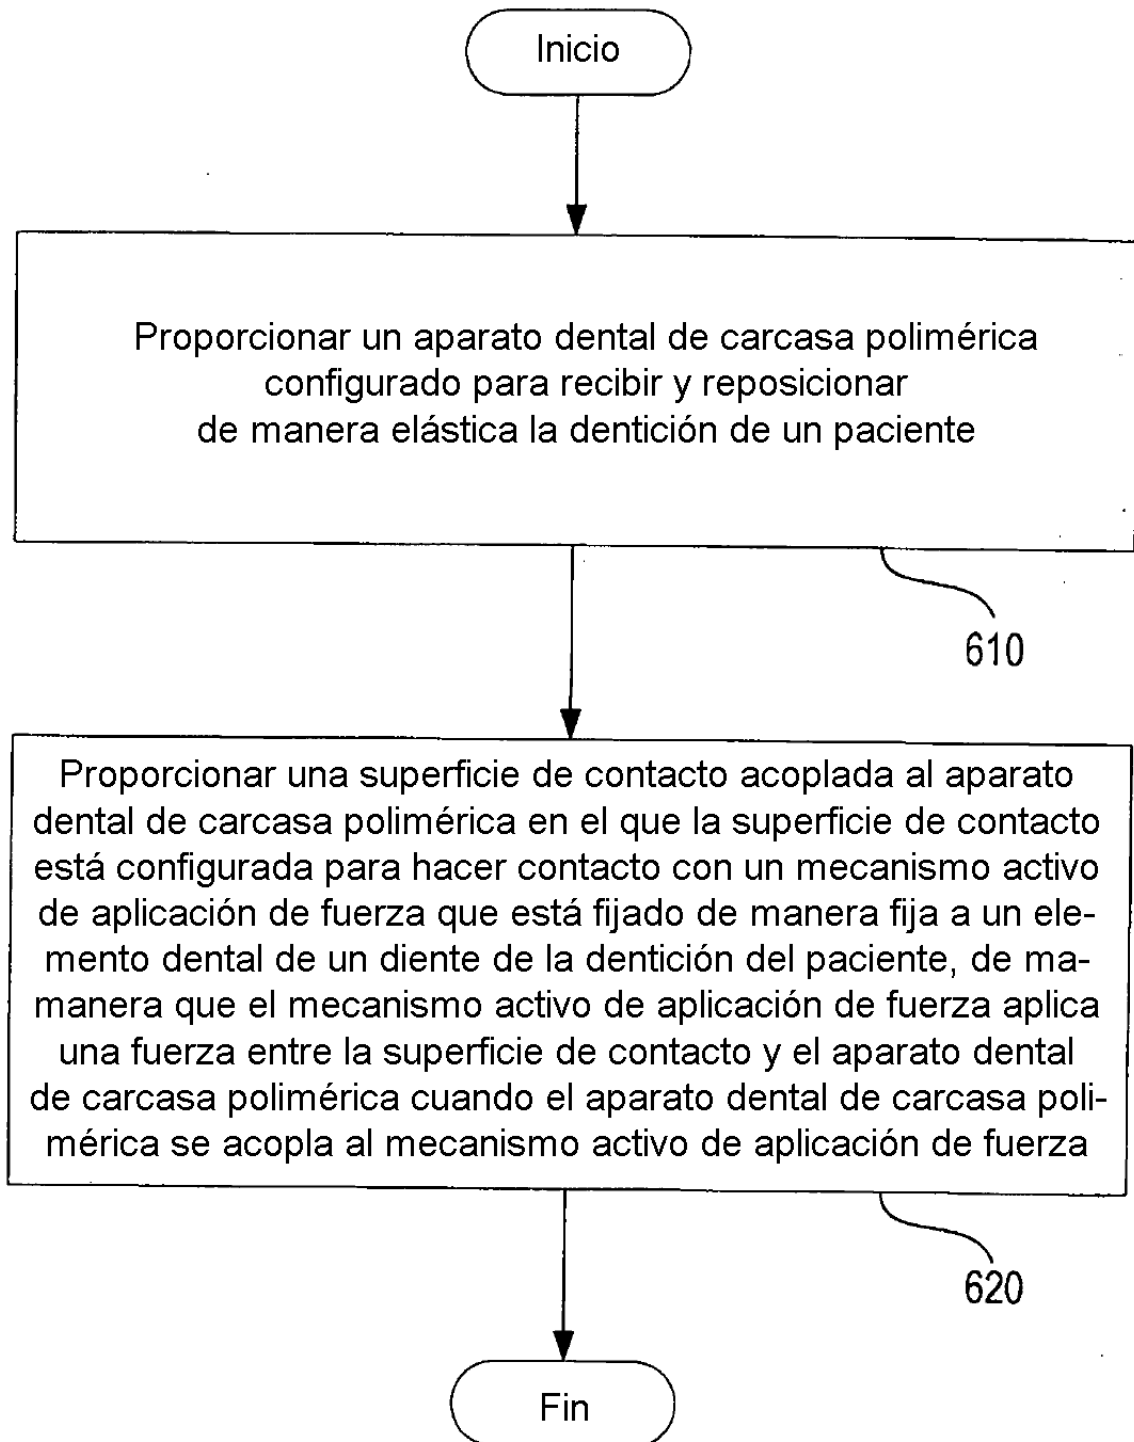 Inicio
Proporcionar un aparato dental de carcasa polimérica
configurado para recibir y reposicionar
de manera elástica la dentición de un paciente
610
Proporcionar una superficie de contacto acoplada al aparato
dental de carcasa polimérica en el que la superficie de contacto
está configurada para hacer contacto con un mecanismo activo
de aplicación de fuerza que está fijado de manera fija a un ele-
mento dental de un diente de la dentición del paciente, de ma-
manera que el mecanismo activo de aplicación de fuerza aplica
una fuerza entre la superficie de contacto y el aparato dental
de carcasa polimérica cuando el aparato dental de carcasa poli-
mérica se acopla al mecanismo activo de aplicación de fuerza
620
Fin